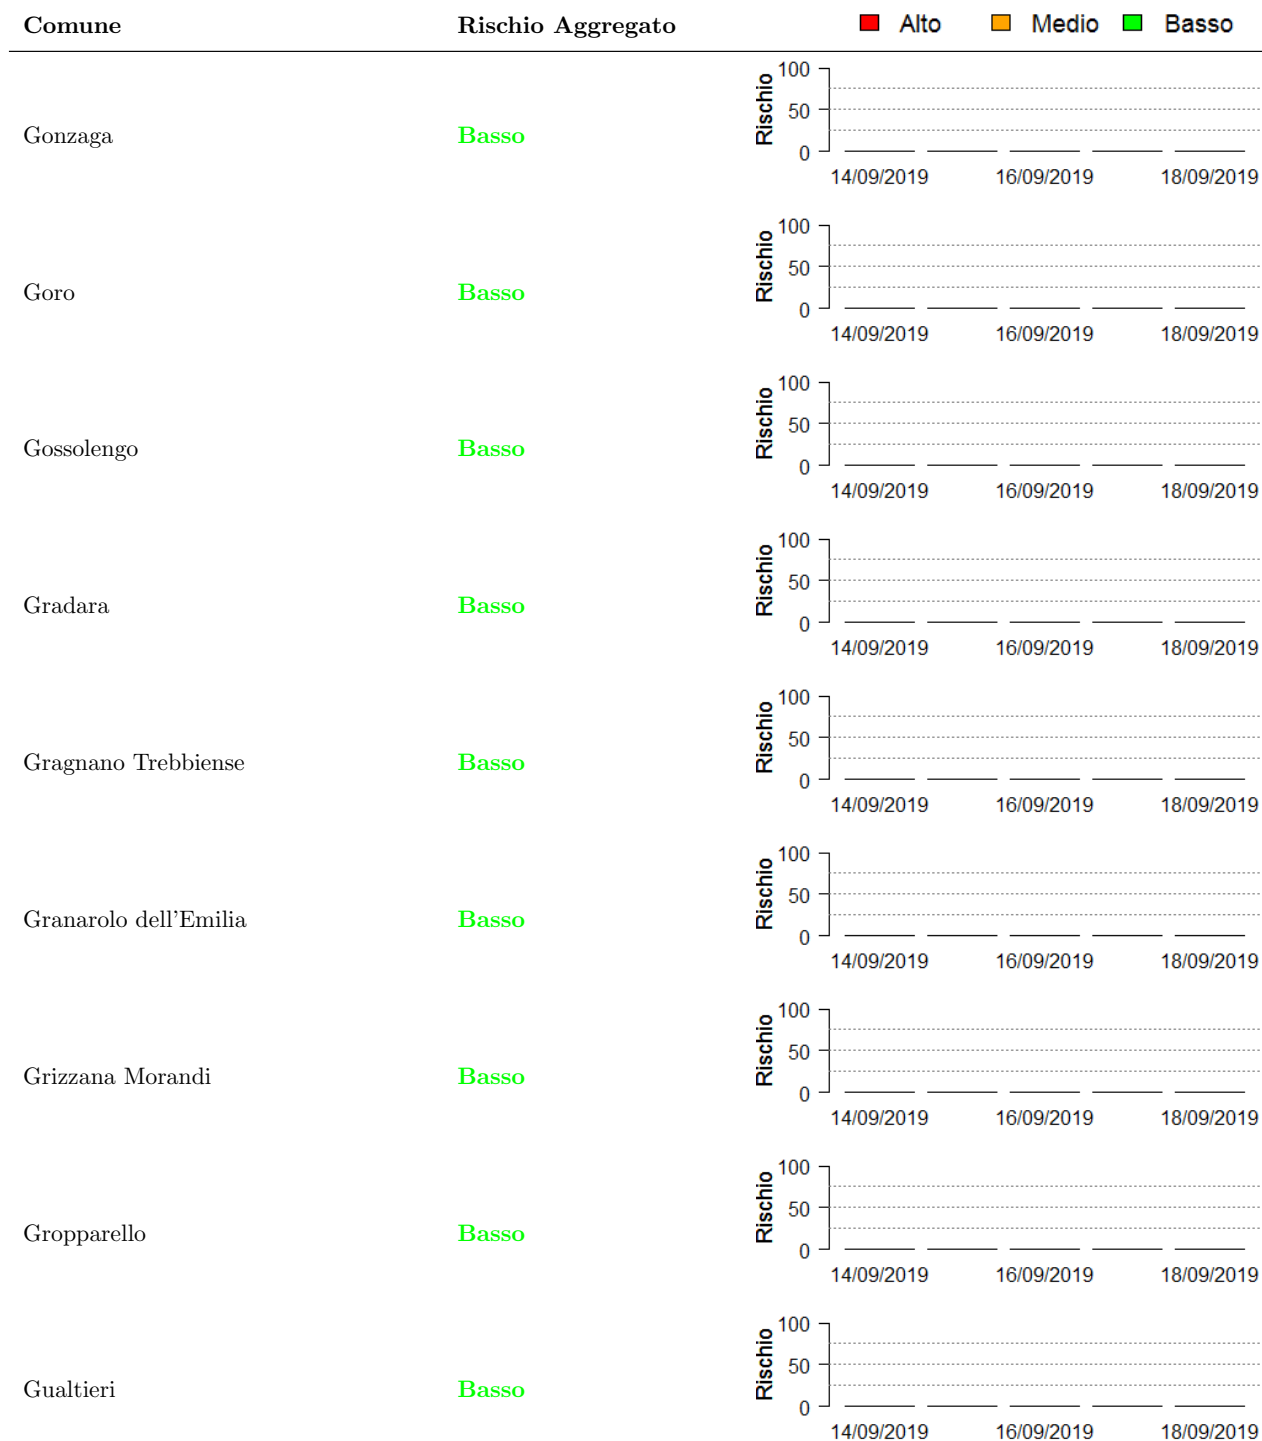 Comune Rischio Aggregato Alto Medio Basso
Gonzaga Basso
Rischio
100
50
0
14/09/2019 16/09/2019 18/09/2019
Goro Basso
Rischio
100
50
0
14/09/2019 16/09/2019 18/09/2019
Gossolengo Basso
Rischio
100
50
0
14/09/2019 16/09/2019 18/09/2019
Gradara Basso
Rischio
100
50
0
14/09/2019 16/09/2019 18/09/2019
Gragnano Trebbiense Basso
Rischio
100
50
0
14/09/2019 16/09/2019 18/09/2019
Granarolo dell'Emilia Basso
Rischio
100
50
0
14/09/2019 16/09/2019 18/09/2019
Grizzana Morandi Basso
Rischio
100
50
0
14/09/2019 16/09/2019 18/09/2019
Gropparello Basso
Rischio
100
50
0
14/09/2019 16/09/2019 18/09/2019
Gualtieri Basso
Rischio
100
50
0
14/09/2019 16/09/2019 18/09/2019